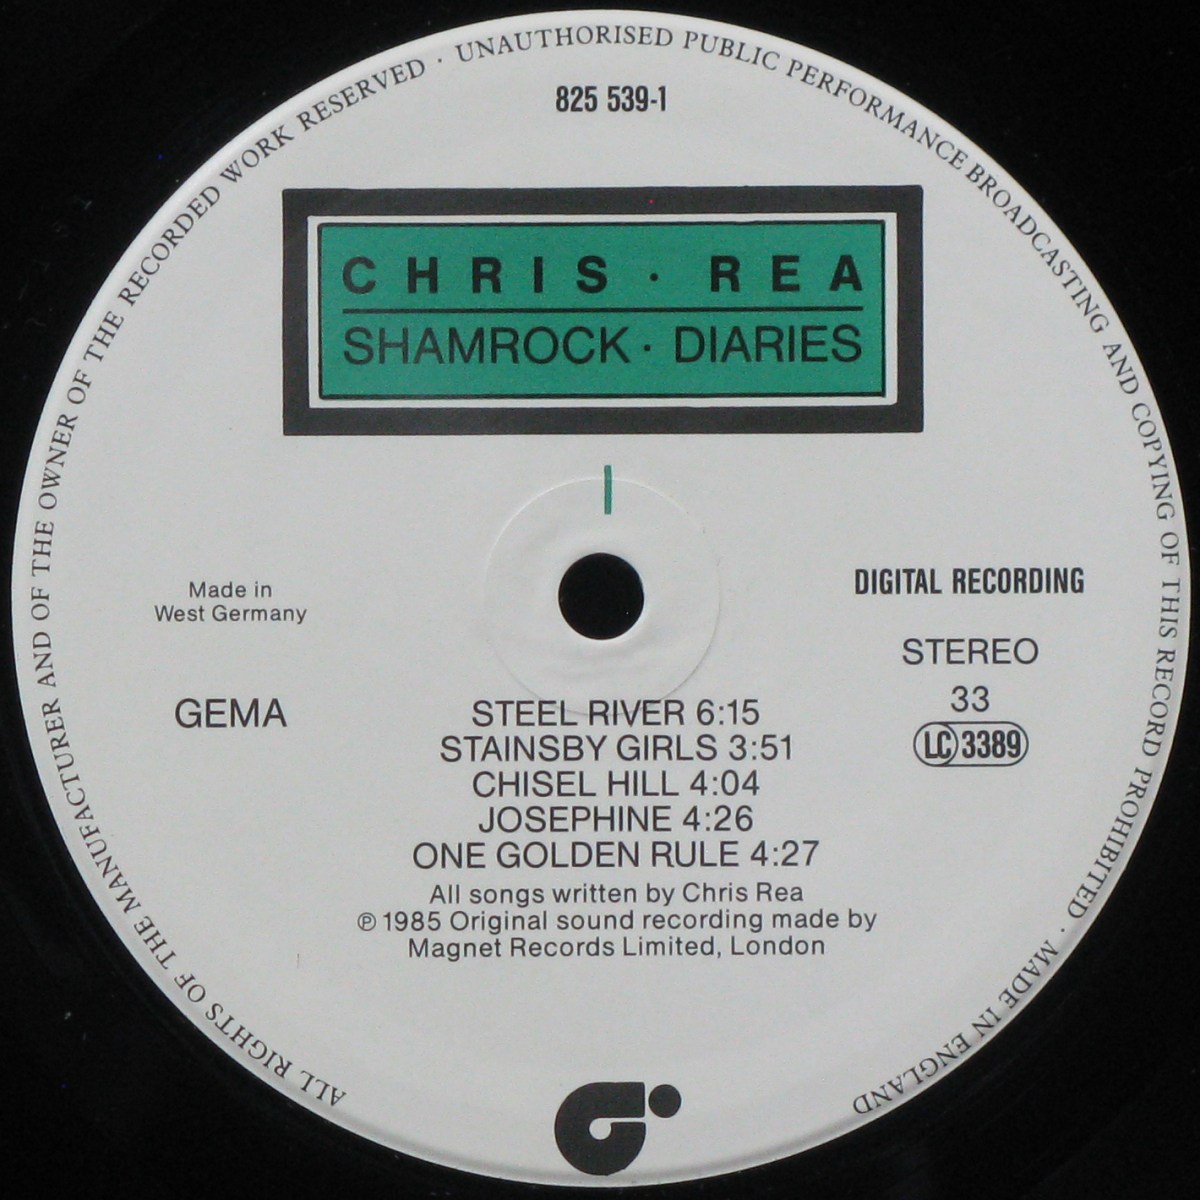 ALL RIGHTS OF THE MANUFACTURER AND OF THE OWNER OF THE RECORDED WORK RESERVED · UNAUTHORISED PUBLIC PERFORMANCE BROADCASTING AND COPYING OF THIS RECORD PROHIBITED · MADE IN ENGLAND
825 539-1
CHRIS · REA
SHAMROCK · DIARIES
I
Made in
West Germany
GEMA
DIGITAL RECORDING
STEREO
33
LC 3389
STEEL RIVER 6:15
STAINSBY GIRLS 3:51
CHISEL HILL 4:04
JOSEPHINE 4:26
ONE GOLDEN RULE 4:27
All songs written by Chris Rea
℗ 1985 Original sound recording made by
Magnet Records Limited, London